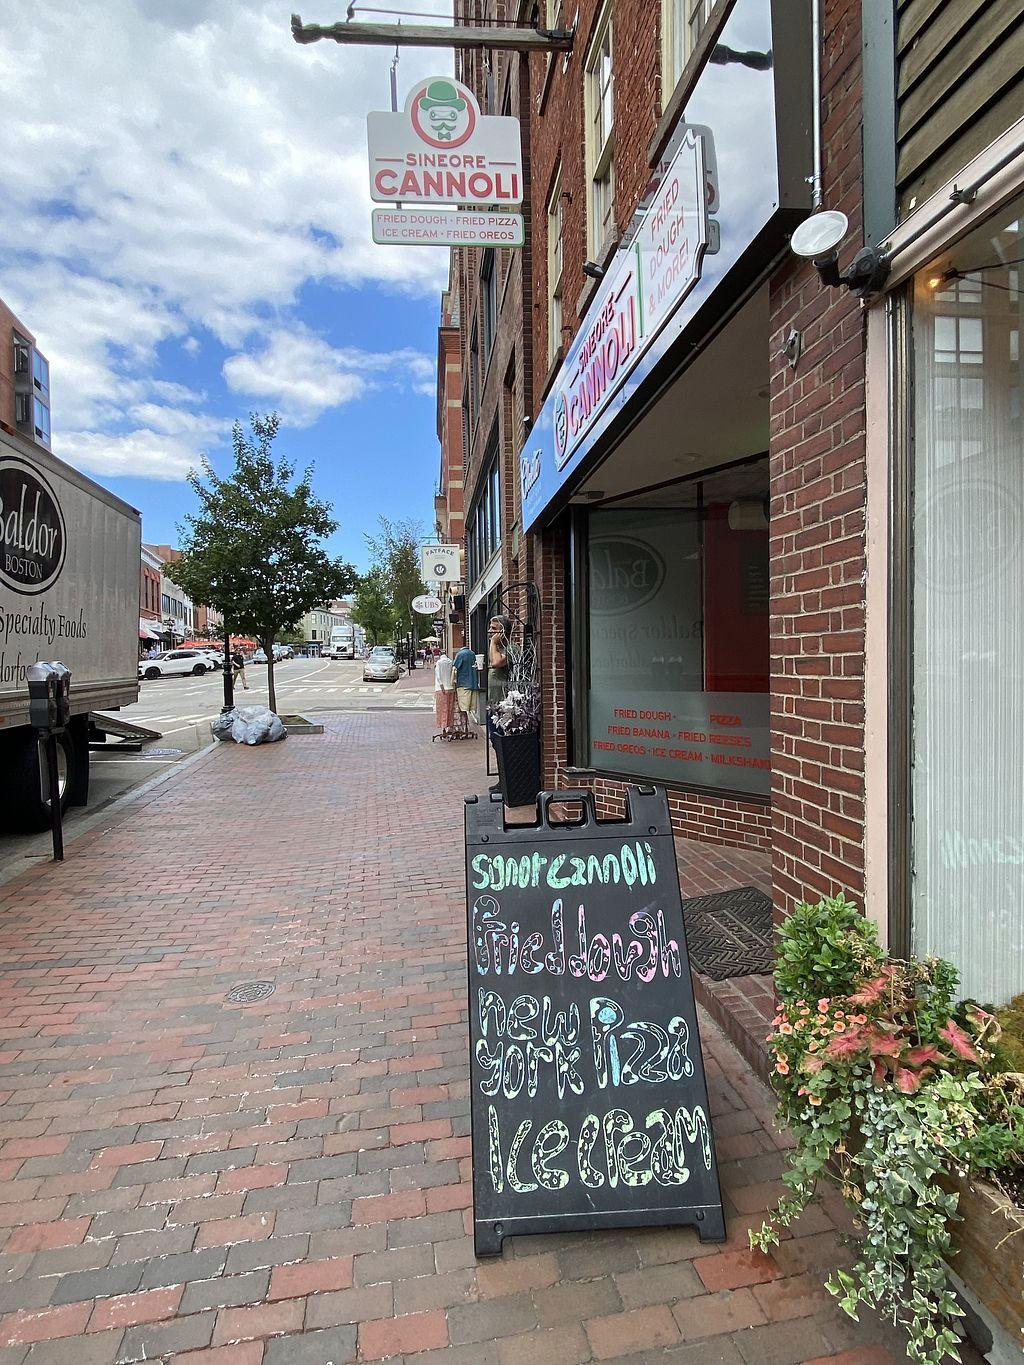 SINEORE
CANNOLI
FRIED DOUGH · FRIED PIZZA
ICE CREAM · FRIED OREOS
SINEORE
CANNOLI
FRIED
DOUGH
& MORE!
Baldor
BOSTON
Specialty Foods
FATFACE
UBS
FRIED DOUGH · PIZZA
FRIED BANANA · FRIED REESES
FRIED OREOS · ICE CREAM · MILKSHAK
Signor Cannoli
fried dough
new
york Pizza
Ice cream